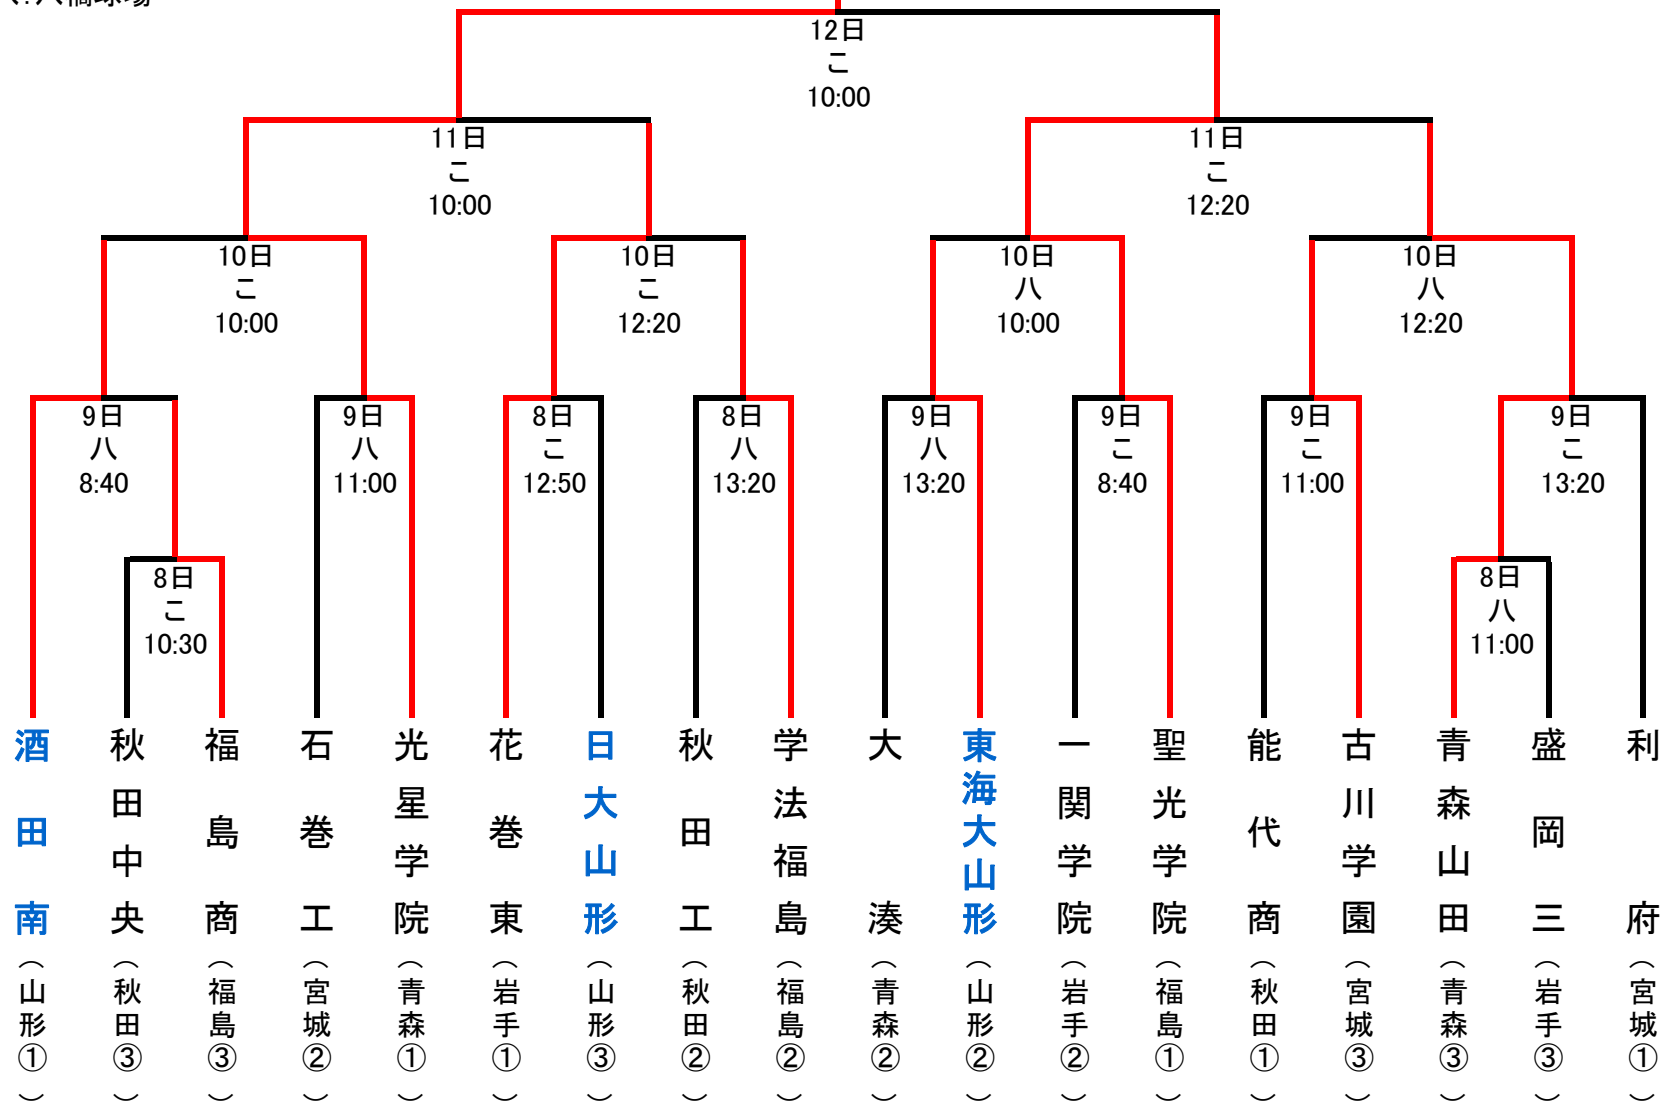 八橋球場
12日
こ
10:00
11日
こ
10:00
11日
こ
12:20
10日
こ
10:00
10日
こ
12:20
10日
八
10:00
10日
八
12:20
9日
八
8:40
9日
八
11:00
8日
こ
12:50
8日
八
13:20
9日
八
13:20
9日
こ
8:40
9日
こ
11:00
9日
こ
13:20
8日
こ
10:30
8日
八
11:00
酒田南（山形①）
秋田中央（秋田③）
福島商（福島③）
石巻工（宮城②）
光星学院（青森①）
花巻東（岩手①）
日大山形（山形③）
秋田工（秋田②）
学法福島（福島②）
大湊（青森②）
東海大山形（山形②）
一関学院（岩手②）
聖光学院（福島①）
能代商（秋田①）
古川学園（宮城③）
青森山田（青森③）
盛岡三（岩手③）
利府（宮城①）